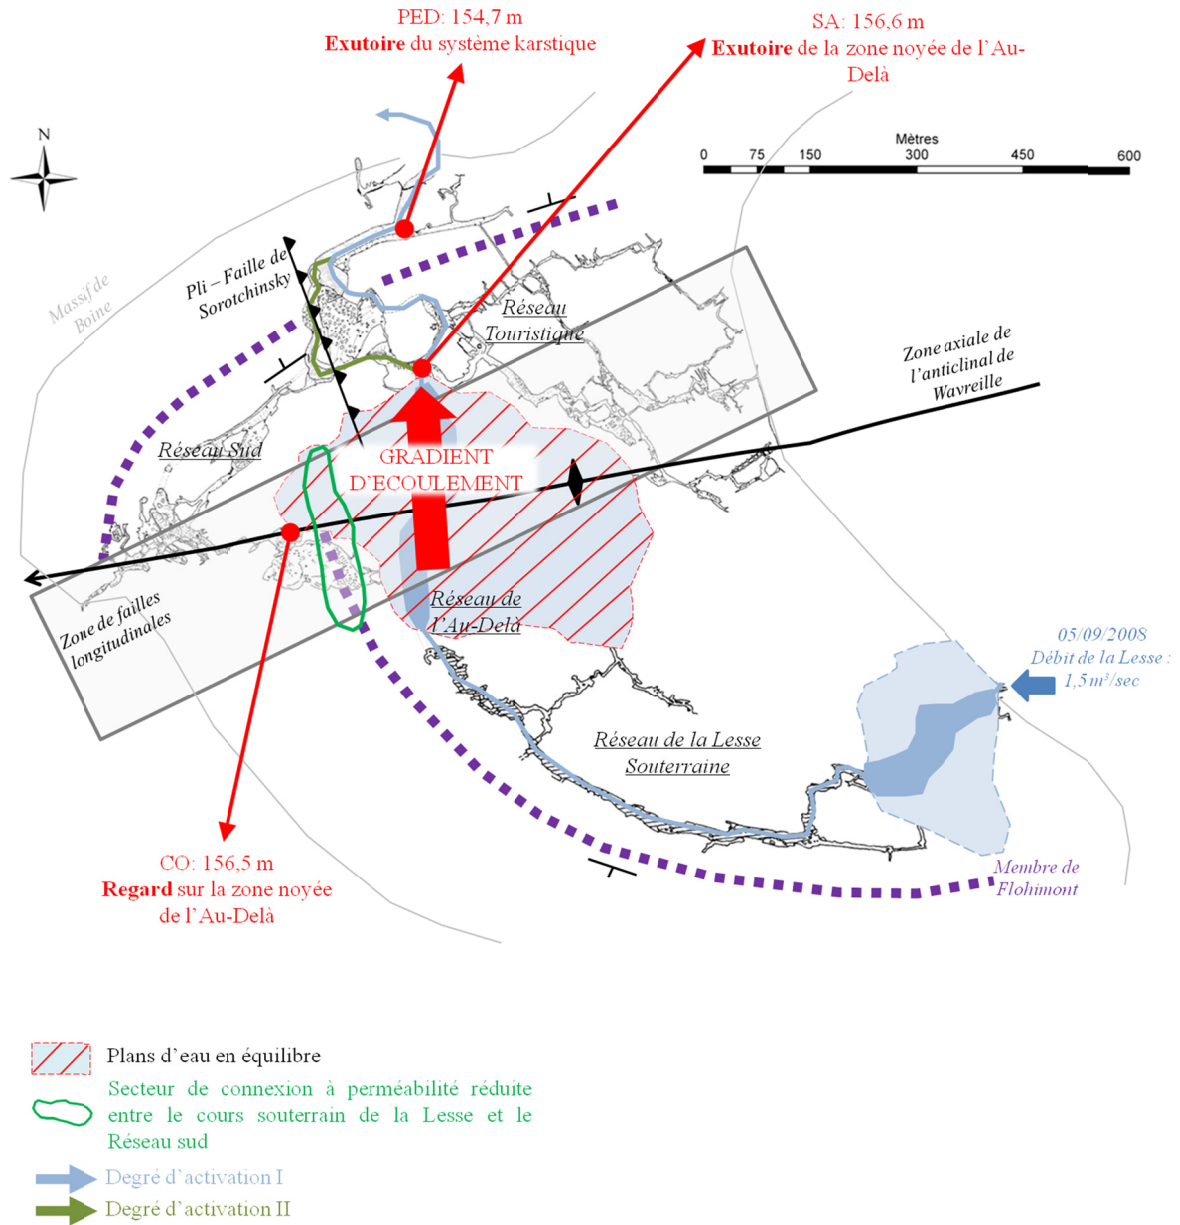 PED: 154,7 m
Exutoire du système karstique
SA: 156,6 m
Exutoire de la zone noyée de l'Au-
Delà
N
Mètres
0 75 150 300 450 600
Massif de
Boine
Pli – Faille de
Sorotchinsky
Réseau
Touristique
Zone axiale de
l'anticlinal de
Wavreille
Réseau Sud
GRADIENT
D'ECOULEMENT
Zone de failles
longitudinales
Réseau de
l'Au-Delà
05/09/2008
Débit de la Lesse :
1,5m³/sec
Réseau de la Lesse
Souterraine
CO: 156,5 m
Regard sur la zone noyée
de l'Au-Delà
Membre de
Flohimont
Plans d'eau en équilibre
Secteur de connexion à perméabilité réduite
entre le cours souterrain de la Lesse et le
Réseau sud
Degré d'activation I
Degré d'activation II